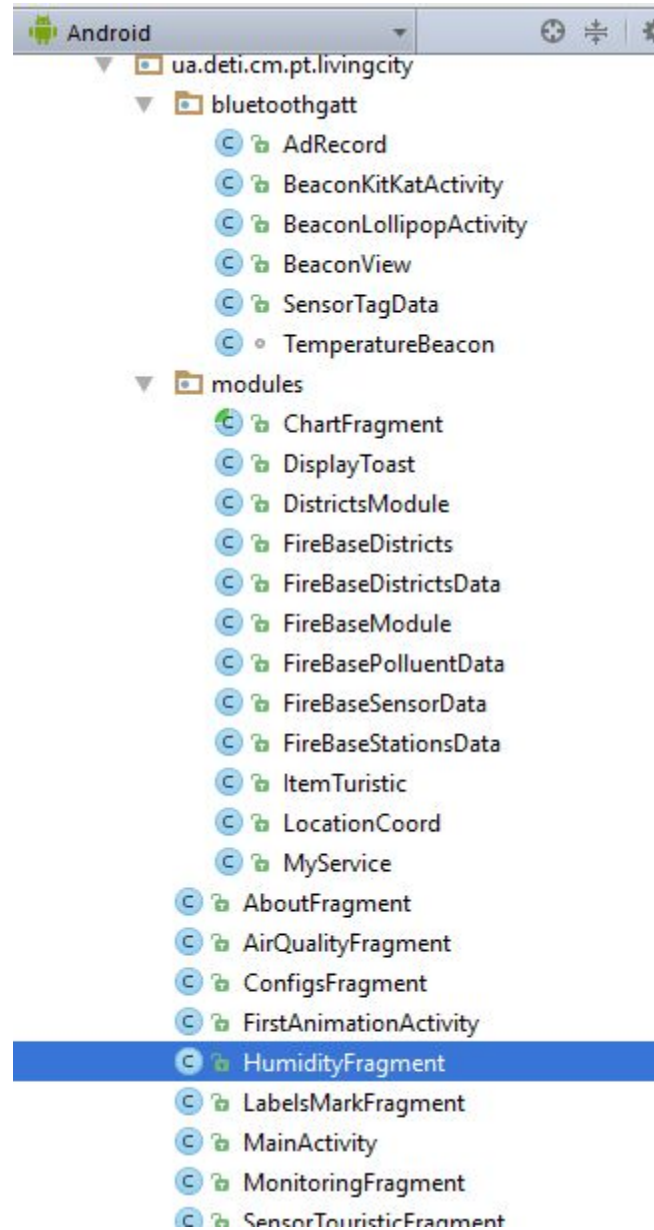 Android
ua.deti.cm.pt.livingcity
bluetoothgatt
AdRecord
BeaconKitKatActivity
BeaconLollipopActivity
BeaconView
SensorTagData
TemperatureBeacon
modules
ChartFragment
DisplayToast
DistrictsModule
FireBaseDistricts
FireBaseDistrictsData
FireBaseModule
FireBasePolluentData
FireBaseSensorData
FireBaseStationsData
ItemTuristic
LocationCoord
MyService
AboutFragment
AirQualityFragment
ConfigsFragment
FirstAnimationActivity
HumidityFragment
LabelsMarkFragment
MainActivity
MonitoringFragment
SensorTouristicFragment